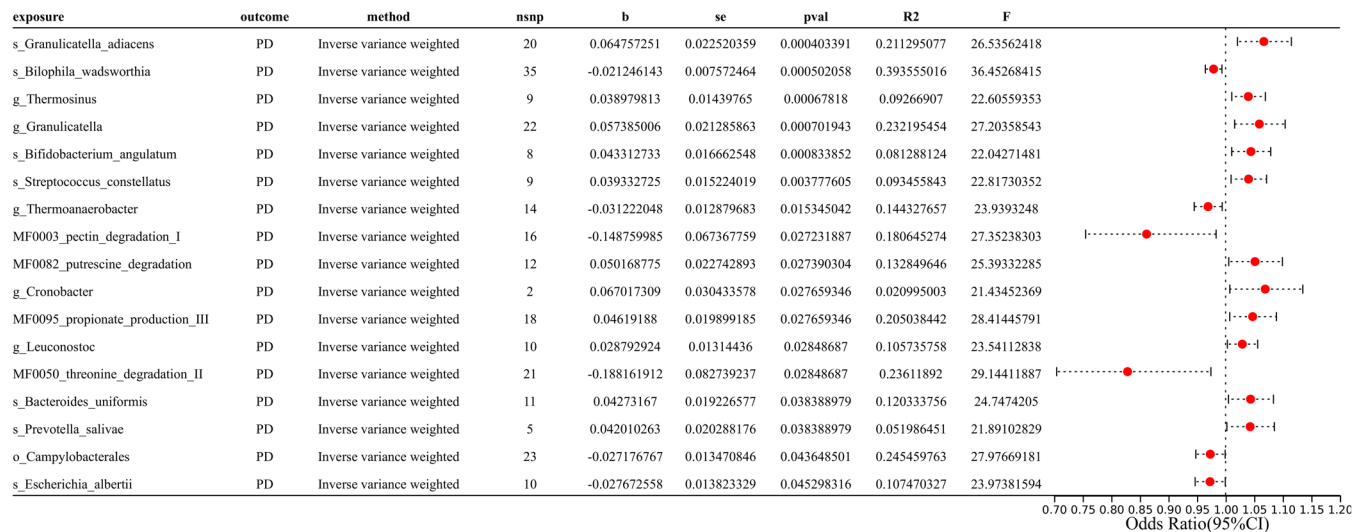 exposure outcome method nsnp b se pval R2 F
s_Granulicatella_adiacens PD Inverse variance weighted 20 0.064757251 0.022520359 0.000403391 0.211295077 26.53562418
s_Bilophila_wadsworthia PD Inverse variance weighted 35 -0.021246143 0.007572464 0.000502058 0.393555016 36.45268415
g_Thermosinus PD Inverse variance weighted 9 0.038979813 0.01439765 0.00067818 0.09266907 22.60559353
g_Granulicatella PD Inverse variance weighted 22 0.057385006 0.021285863 0.000701943 0.232195454 27.20358543
s_Bifidobacterium_angulatum PD Inverse variance weighted 8 0.043312733 0.016662548 0.000833852 0.081288124 22.04271481
s_Streptococcus_constellatus PD Inverse variance weighted 9 0.039332725 0.015224019 0.003777605 0.093455843 22.81730352
g_Thermoanaerobacter PD Inverse variance weighted 14 -0.031222048 0.012879683 0.015345042 0.144327657 23.9393248
MF0003_pectin_degradation_I PD Inverse variance weighted 16 -0.148759985 0.067367759 0.027231887 0.180645274 27.35238303
MF0082_putrescine_degradation PD Inverse variance weighted 12 0.050168775 0.022742893 0.027390304 0.132849646 25.39332285
g_Cronobacter PD Inverse variance weighted 2 0.067017309 0.030433578 0.027659346 0.020995003 21.43452369
MF0095_propionate_production_III PD Inverse variance weighted 18 0.04619188 0.019899185 0.027659346 0.205038442 28.41445791
g_Leuconostoc PD Inverse variance weighted 10 0.028792924 0.01314436 0.02848687 0.105735758 23.54112838
MF0050_threonine_degradation_II PD Inverse variance weighted 21 -0.188161912 0.082739237 0.02848687 0.23611892 29.14411887
s_Bacteroides_uniformis PD Inverse variance weighted 11 0.04273167 0.019226577 0.038388979 0.120333756 24.7474205
s_Prevotella_salivae PD Inverse variance weighted 5 0.042010263 0.020288176 0.038388979 0.051986451 21.89102829
o_Campylobacterales PD Inverse variance weighted 23 -0.027176767 0.013470846 0.043648501 0.245459763 27.97669181
s_Escherichia_albertii PD Inverse variance weighted 10 -0.027672558 0.013823329 0.045298316 0.107470327 23.97381594
0.70 0.75 0.80 0.85 0.90 0.95 1.00 1.05 1.10 1.15 1.20
Odds Ratio(95%CI)